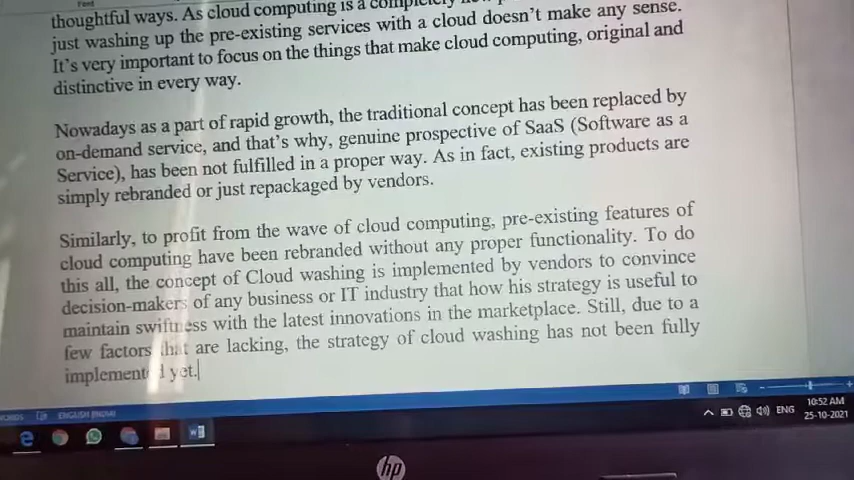 thoughtful ways. As cloud computing is a completely
just washing up the pre-existing services with a cloud doesn't make any sense.
It's very important to focus on the things that make cloud computing, original and
distinctive in every way.
Nowadays as a part of rapid growth, the traditional concept has been replaced by
on-demand service, and that's why, genuine prospective of SaaS (Software as a
Service), has been not fulfilled in a proper way. As in fact, existing products are
simply rebranded or just repackaged by vendors.
Similarly, to profit from the wave of cloud computing, pre-existing features of
cloud computing have been rebranded without any proper functionality. To do
this all, the concept of Cloud washing is implemented by vendors to convince
decision-makers of any business or IT industry that how his strategy is useful to
maintain swiftness with the latest innovations in the marketplace. Still, due to a
few factors that are lacking, the strategy of cloud washing has not been fully
implemented yet.
WORDS ENGLISH (INDIA)
ENG
10:52 AM
25-10-2021
hp